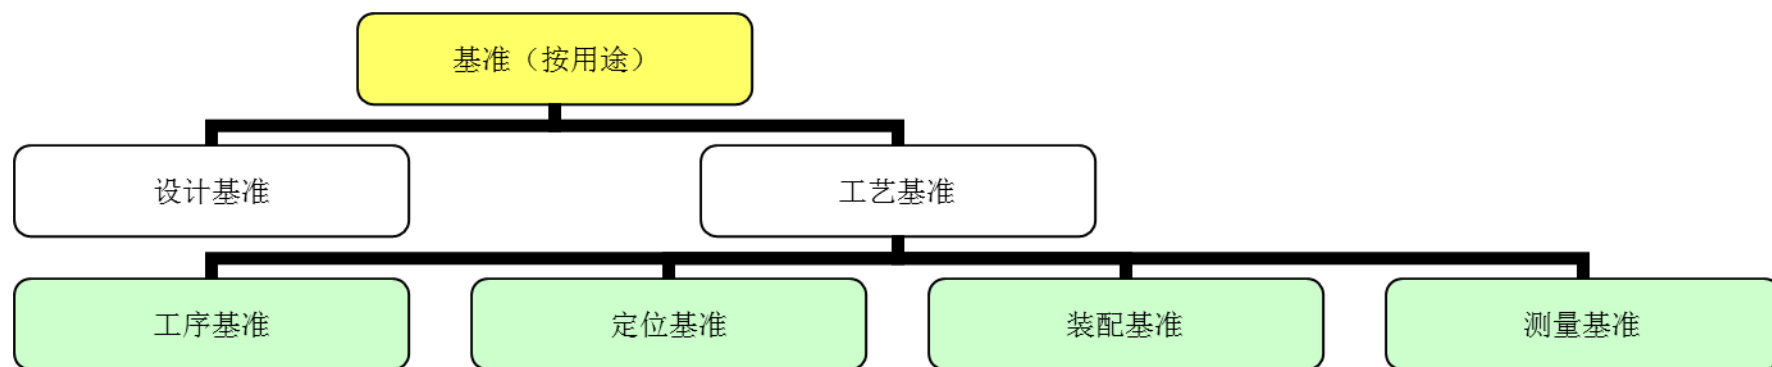 基准（按用途）
设计基准
工艺基准
工序基准
定位基准
装配基准
测量基准